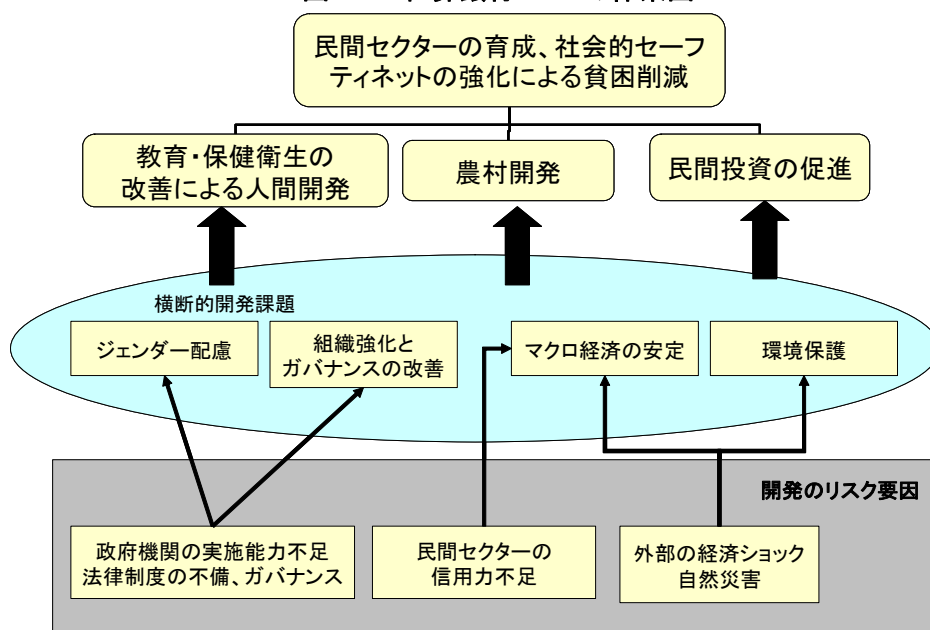 民間セクターの育成、社会的セーフ
ティネットの強化による貧困削減
教育・保健衛生の
改善による人間開発
農村開発
民間投資の促進
横断的開発課題
ジェンダー配慮
組織強化と
ガバナンスの改善
マクロ経済の安定
環境保護
開発のリスク要因
政府機関の実施能力不足
法律制度の不備、ガバナンス
民間セクターの
信用力不足
外部の経済ショック
自然災害